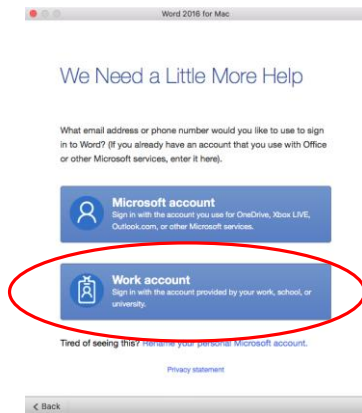 Word 2016 for Mac
We Need a Little More Help
What email address or phone number would you like to use to sign
in to Word? (If you already have an account that you use with Office
or other Microsoft services, enter it here).
Microsoft account
Sign in with the account you use for OneDrive, Xbox LIVE,
Outlook.com, or other Microsoft services.
Work account
Sign in with the account provided by your work, school, or
university.
Tired of seeing this? Rename your personal Microsoft account.
Privacy statement
< Back